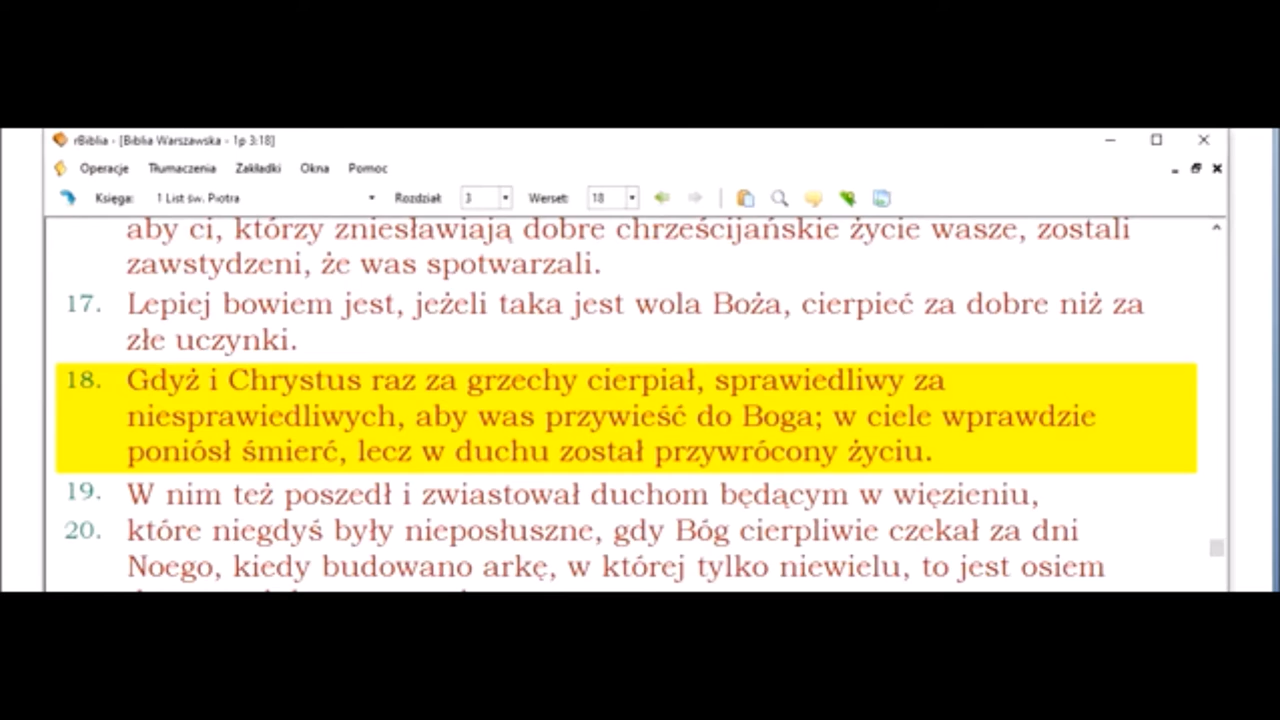 rBiblia - [Biblia Warszawska - 1p 3:18]
Operacje Tłumaczenia Zakładki Okna Pomoc
Księga: 1 List św. Piotra Rozdział 3 Werset: 18
aby ci, którzy zniesławiają dobre chrześcijańskie życie wasze, zostali
zawstydzeni, że was spotwarzali.
17. Lepiej bowiem jest, jeżeli taka jest wola Boża, cierpieć za dobre niż za
złe uczynki.
18. Gdyż i Chrystus raz za grzechy cierpiał, sprawiedliwy za
niesprawiedliwych, aby was przywieść do Boga; w ciele wprawdzie
poniósł śmierć, lecz w duchu został przywrócony życiu.
19. W nim też poszedł i zwiastował duchom będącym w więzieniu,
20. które niegdyś były nieposłuszne, gdy Bóg cierpliwie czekał za dni
Noego, kiedy budowano arkę, w której tylko niewielu, to jest osiem